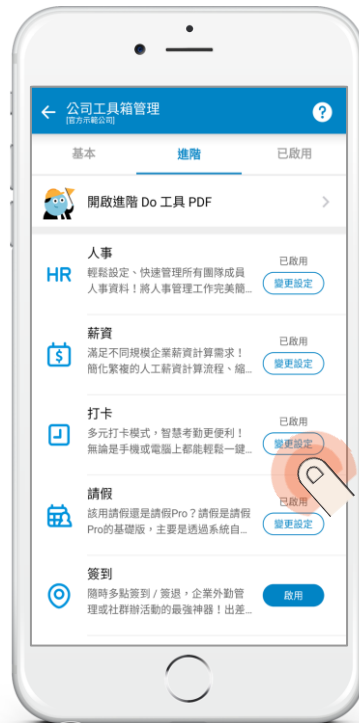 公司工具箱管理
[官方示範公司]
?
基本
進階
已啟用
開啟進階 Do 工具 PDF
HR
人事
輕鬆設定、快速管理所有團隊成員
人事資料！將人事管理工作完美簡...
已啟用
變更設定
$
薪資
滿足不同規模企業薪資計算需求！
簡化繁複的人工薪資計算流程、縮...
已啟用
變更設定
打卡
多元打卡模式，智慧考勤更便利！
無論是手機或電腦上都能輕鬆一鍵...
已啟用
變更設定
請假
該用請假還是請假Pro？請假是請假
Pro的基礎版，主要是透過系統自...
已啟用
變更設定
簽到
隨時多點簽到 / 簽退，企業外勤管
理或社群辦活動的最強神器！出差...
啟用